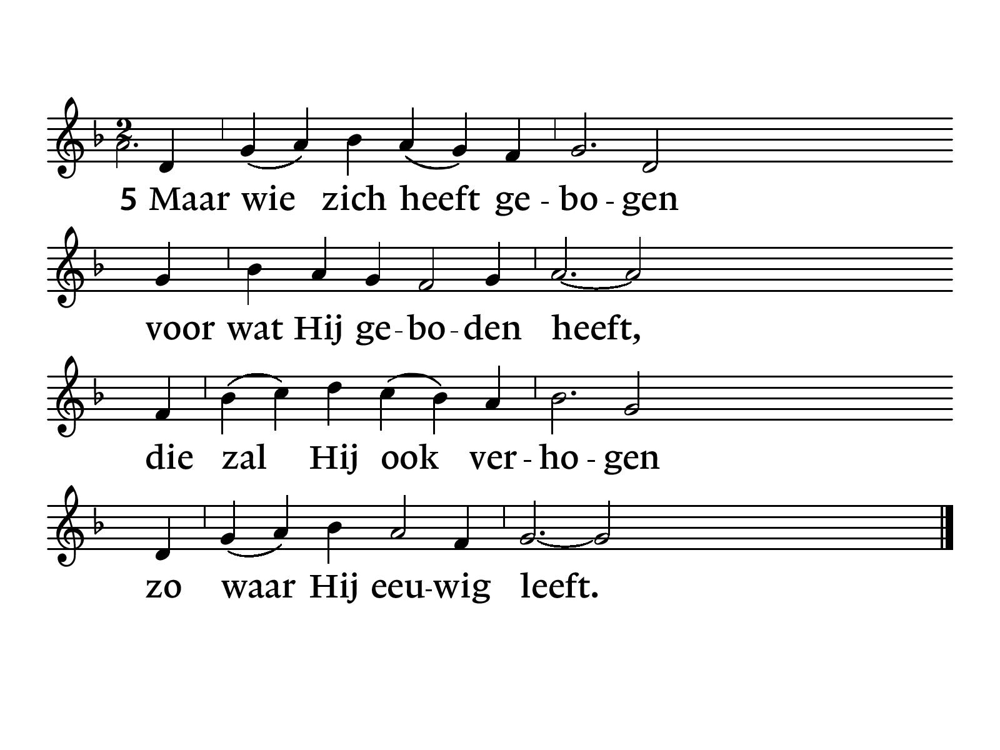 5 Maar wie zich heeft ge - bo - gen
voor wat Hij ge - bo - den heeft,
die zal Hij ook ver - ho - gen
zo waar Hij eeu-wig leeft.